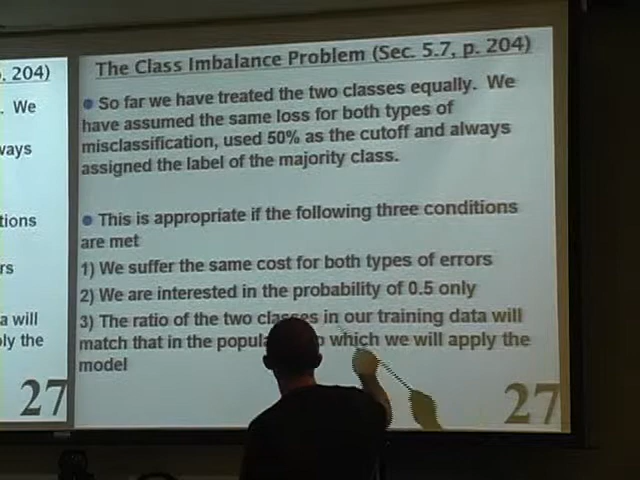 . 204)
. We
ways
tions
rs
a will
ly the
27
The Class Imbalance Problem (Sec. 5.7, p. 204)
So far we have treated the two classes equally. We
have assumed the same loss for both types of
misclassification, used 50% as the cutoff and always
assigned the label of the majority class.
This is appropriate if the following three conditions
are met
1) We suffer the same cost for both types of errors
2) We are interested in the probability of 0.5 only
3) The ratio of the two classes in our training data will
match that in the which we will apply the
model
27